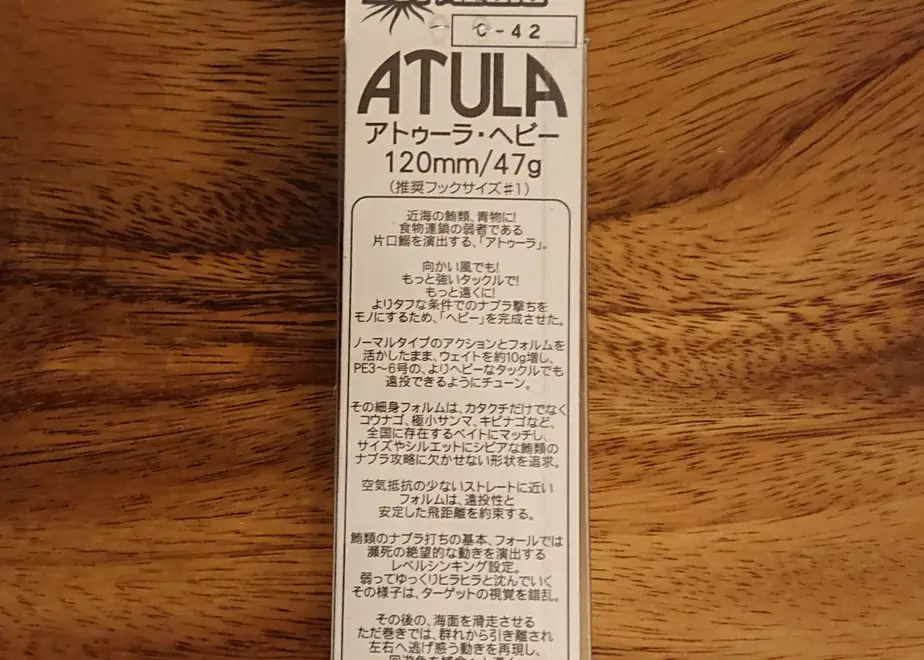 C-42
ATULA
アトゥーラ・ヘビー
120mm/47g
(推奨フックサイズ#1)
近海の鮪類、青物に!
食物連鎖の弱者である
片口鰯を演出する、「アトゥーラ」。
向かい風でも!
もっと強いタックルで!
もっと遠くに!
よりタフな条件でのナブラ撃ちを
モノにするため、「ヘビー」を完成させた。
ノーマルタイプのアクションとフォルムを
活かしたまま、ウェイトを約10g増し、
PE3〜6号の、よりヘビーなタックルでも
遠投できるようにチューン。
その細身フォルムは、カタクチだけでなく
コウナゴ、極小サンマ、キビナゴなど、
全国に存在するベイトにマッチし、
サイズやシルエットにシビアな鮪類の
ナブラ攻略に欠かせない形状を追求。
空気抵抗の少ないストレートに近い
フォルムは、遠投性と
安定した飛距離を約束する。
鮪類のナブラ打ちの基本、フォールでは
瀕死の絶望的な動きを演出する
レベルシンキング設定。
弱ってゆっくりヒラヒラと沈んでいく
その様子は、ターゲットの視覚を錯乱。
その後の、海面を滑走させる
ただ巻きでは、群れから引き離され
左右へ逃げ惑う動きを再現し、